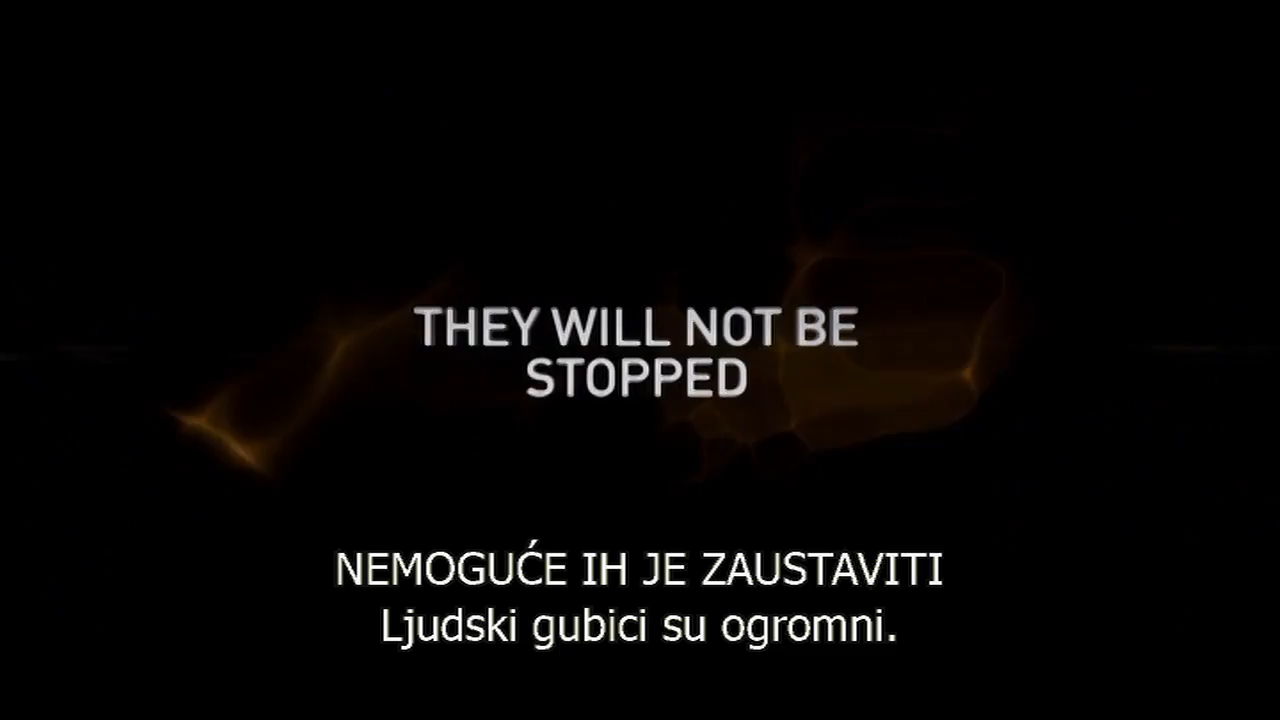 THEY WILL NOT BE
STOPPED
NEMOGUĆE IH JE ZAUSTAVITI
Ljudski gubici su ogromni.